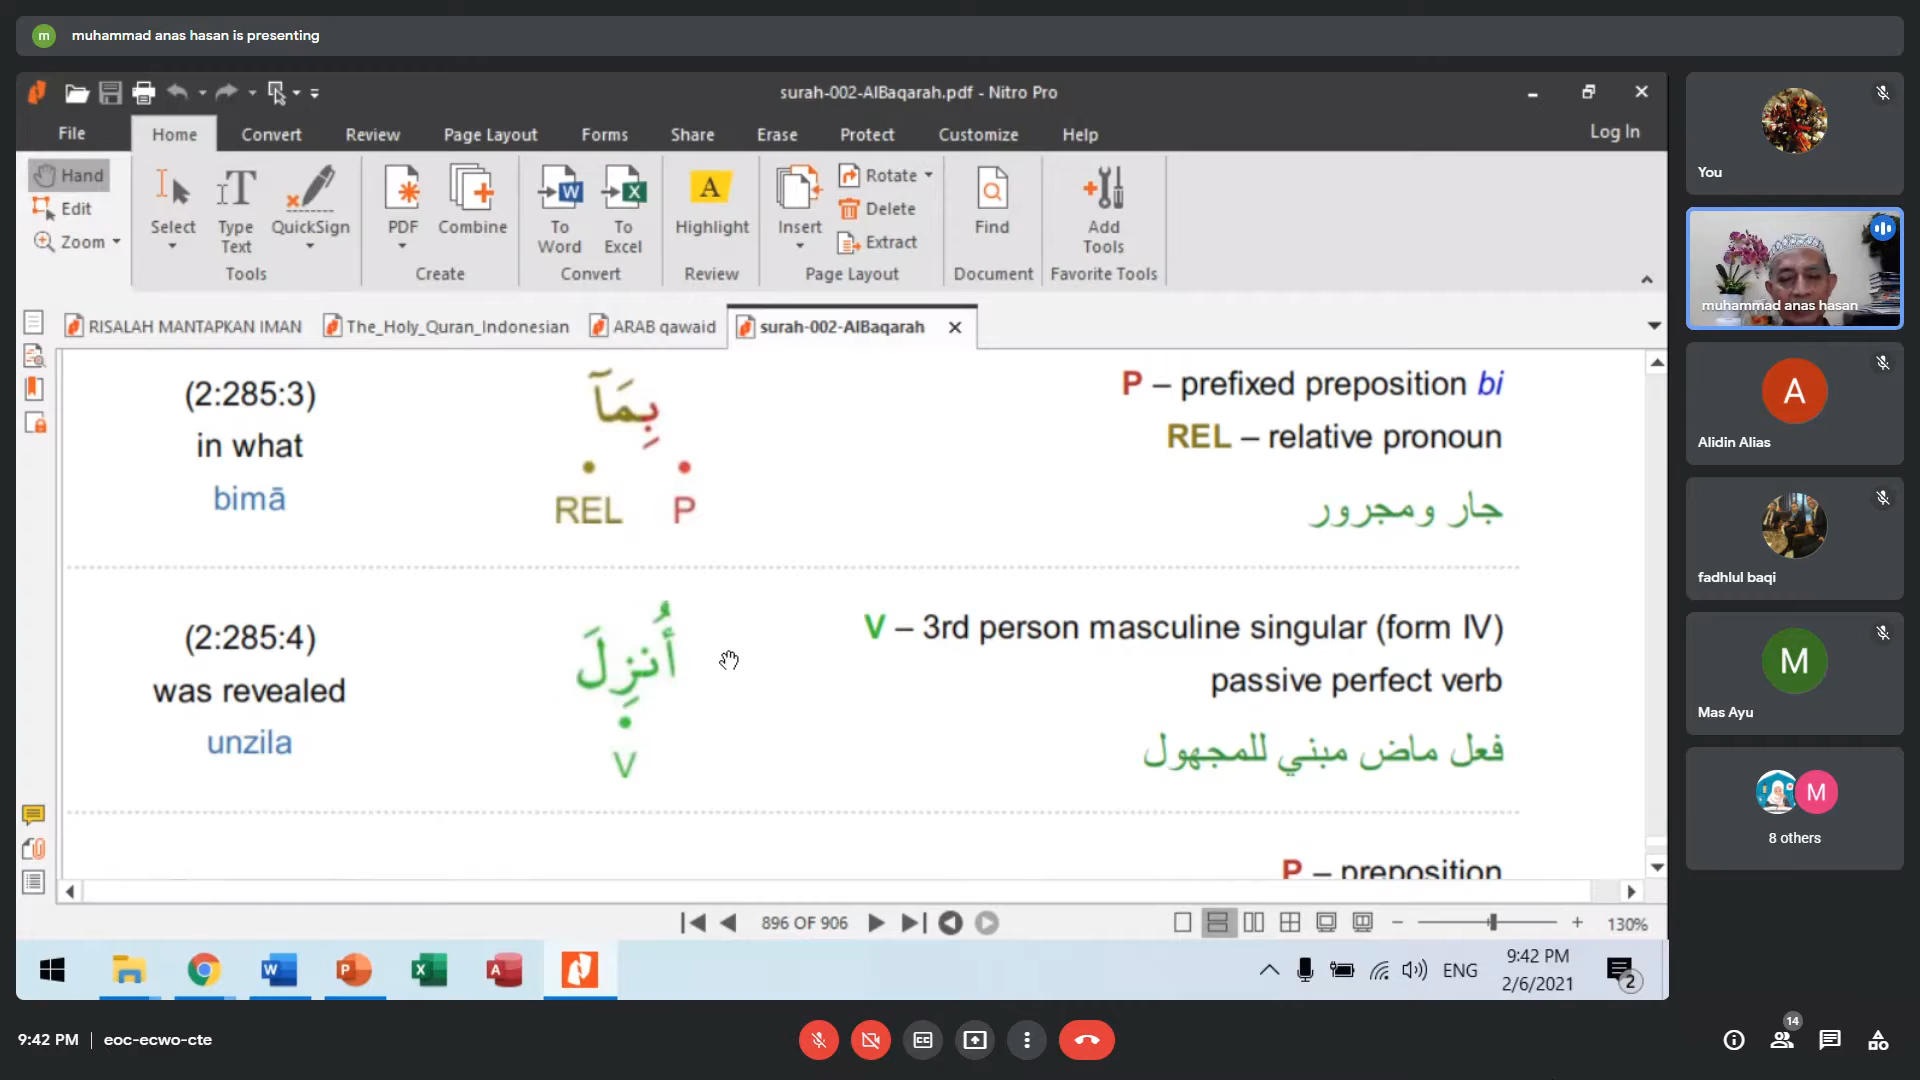 m muhammad anas hasan is presenting
surah-002-AlBaqarah.pdf - Nitro Pro
File Home Convert Review Page Layout Forms Share Erase Protect Customize Help Log In
Hand
Edit
Zoom
Select
Type Text
QuickSign
Tools
PDF
Combine
Create
To Word
To Excel
Convert
Highlight
Review
Insert
Rotate
Delete
Extract
Page Layout
Find
Document
Add Tools
Favorite Tools
RISALAH MANTAPKAN IMAN The_Holy_Quran_Indonesian ARAB qawaid surah-002-AlBaqarah
(2:285:3)
in what
bimā
بِمَآ
REL P
P – prefixed preposition bi
REL – relative pronoun
جار ومجرور
(2:285:4)
was revealed
unzila
أُنزِلَ
V
V – 3rd person masculine singular (form IV)
passive perfect verb
فعل ماض مبني للمجهول
P – preposition
896 OF 906
130%
ENG
9:42 PM
2/6/2021
2
You
muhammad anas hasan
A
Alidin Alias
fadhlul baqi
M
Mas Ayu
M
8 others
9:42 PM | eoc-ecwo-cte
14